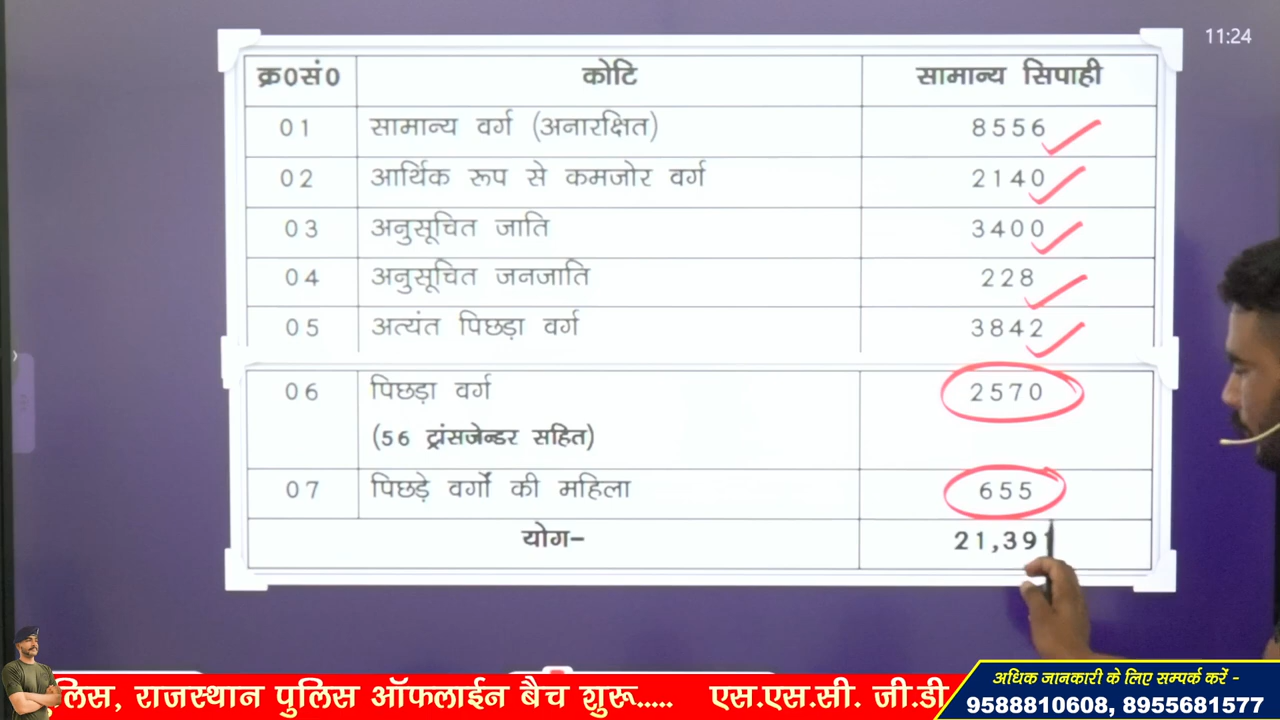 11:24
क्र0सं0 कोटि सामान्य सिपाही
01 सामान्य वर्ग (अनारक्षित) 8556
02 आर्थिक रूप से कमजोर वर्ग 2140
03 अनुसूचित जाति 3400
04 अनुसूचित जनजाति 228
05 अत्यंत पिछड़ा वर्ग 3842
06 पिछड़ा वर्ग 2570
(56 ट्रांसजेन्डर सहित)
07 पिछड़े वर्गों की महिला 655
योग- 21,391
राजस्थान पुलिस ऑफलाईन बैच शुरू..... एस.एस.सी. जी.डी
अधिक जानकारी के लिए सम्पर्क करें -
9588810608, 8955681577